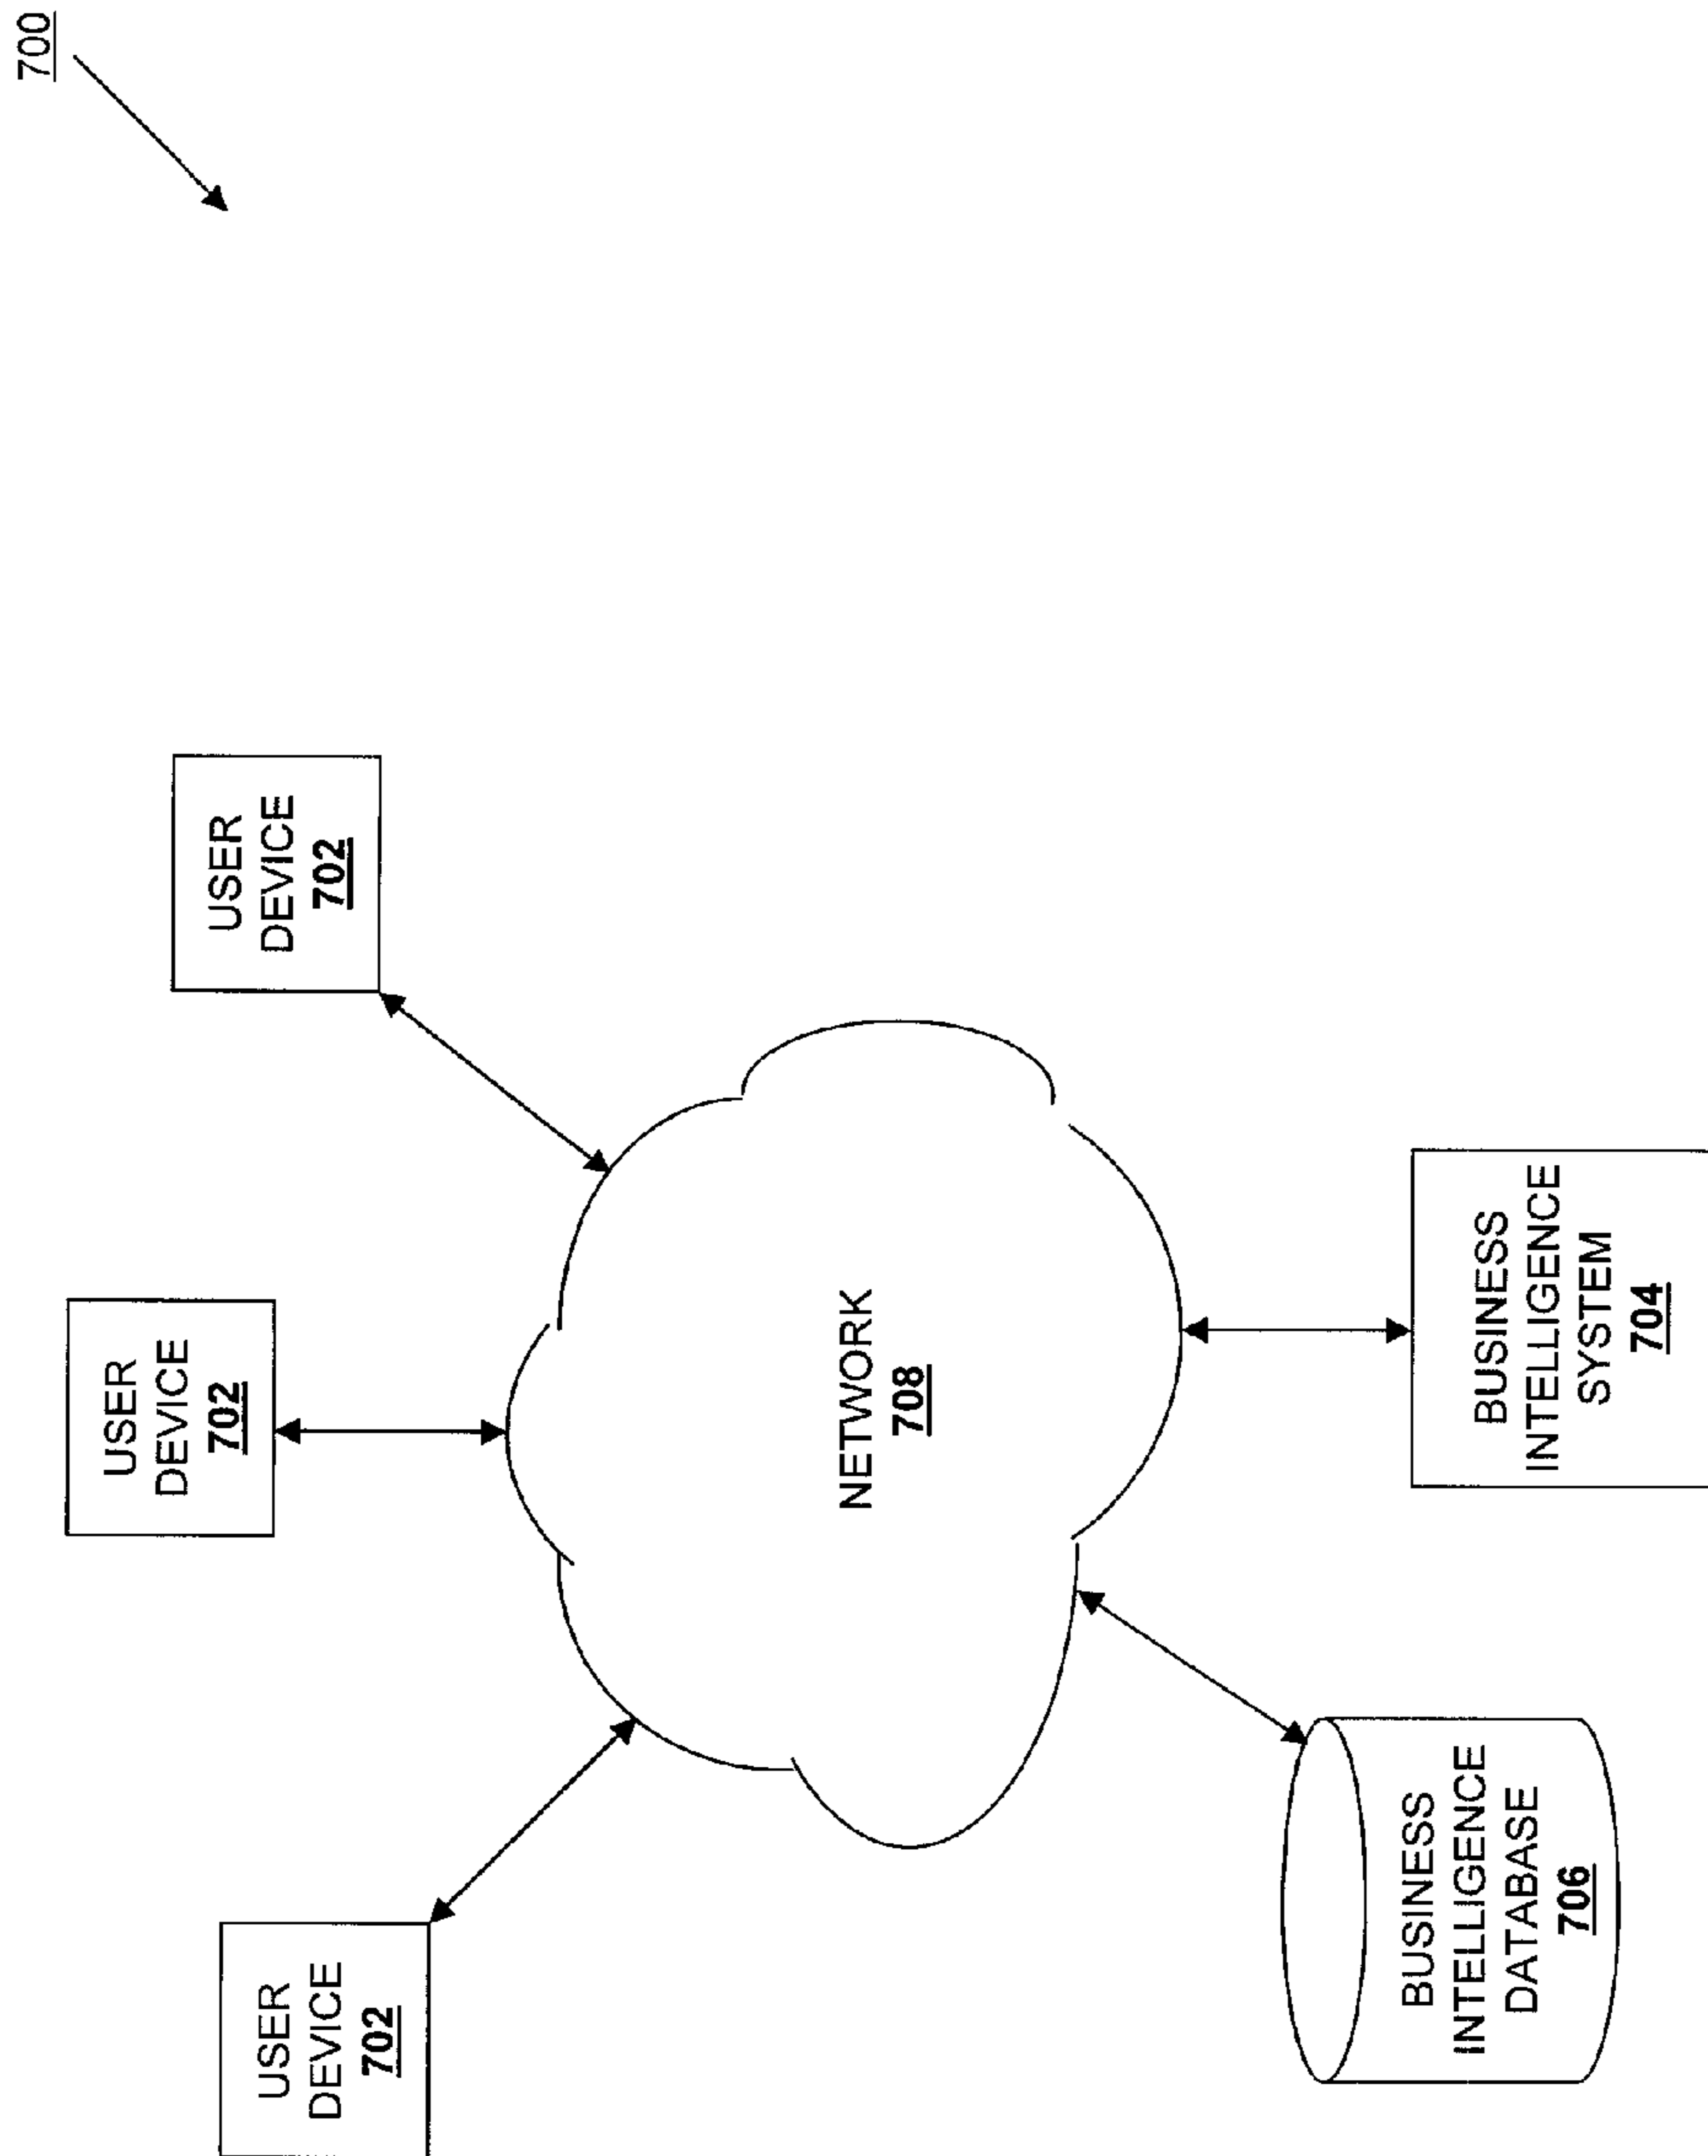 700
USER
DEVICE
702
USER
DEVICE
702
USER
DEVICE
702
NETWORK
708
BUSINESS
INTELLIGENCE
DATABASE
706
BUSINESS
INTELLIGENCE
SYSTEM
704